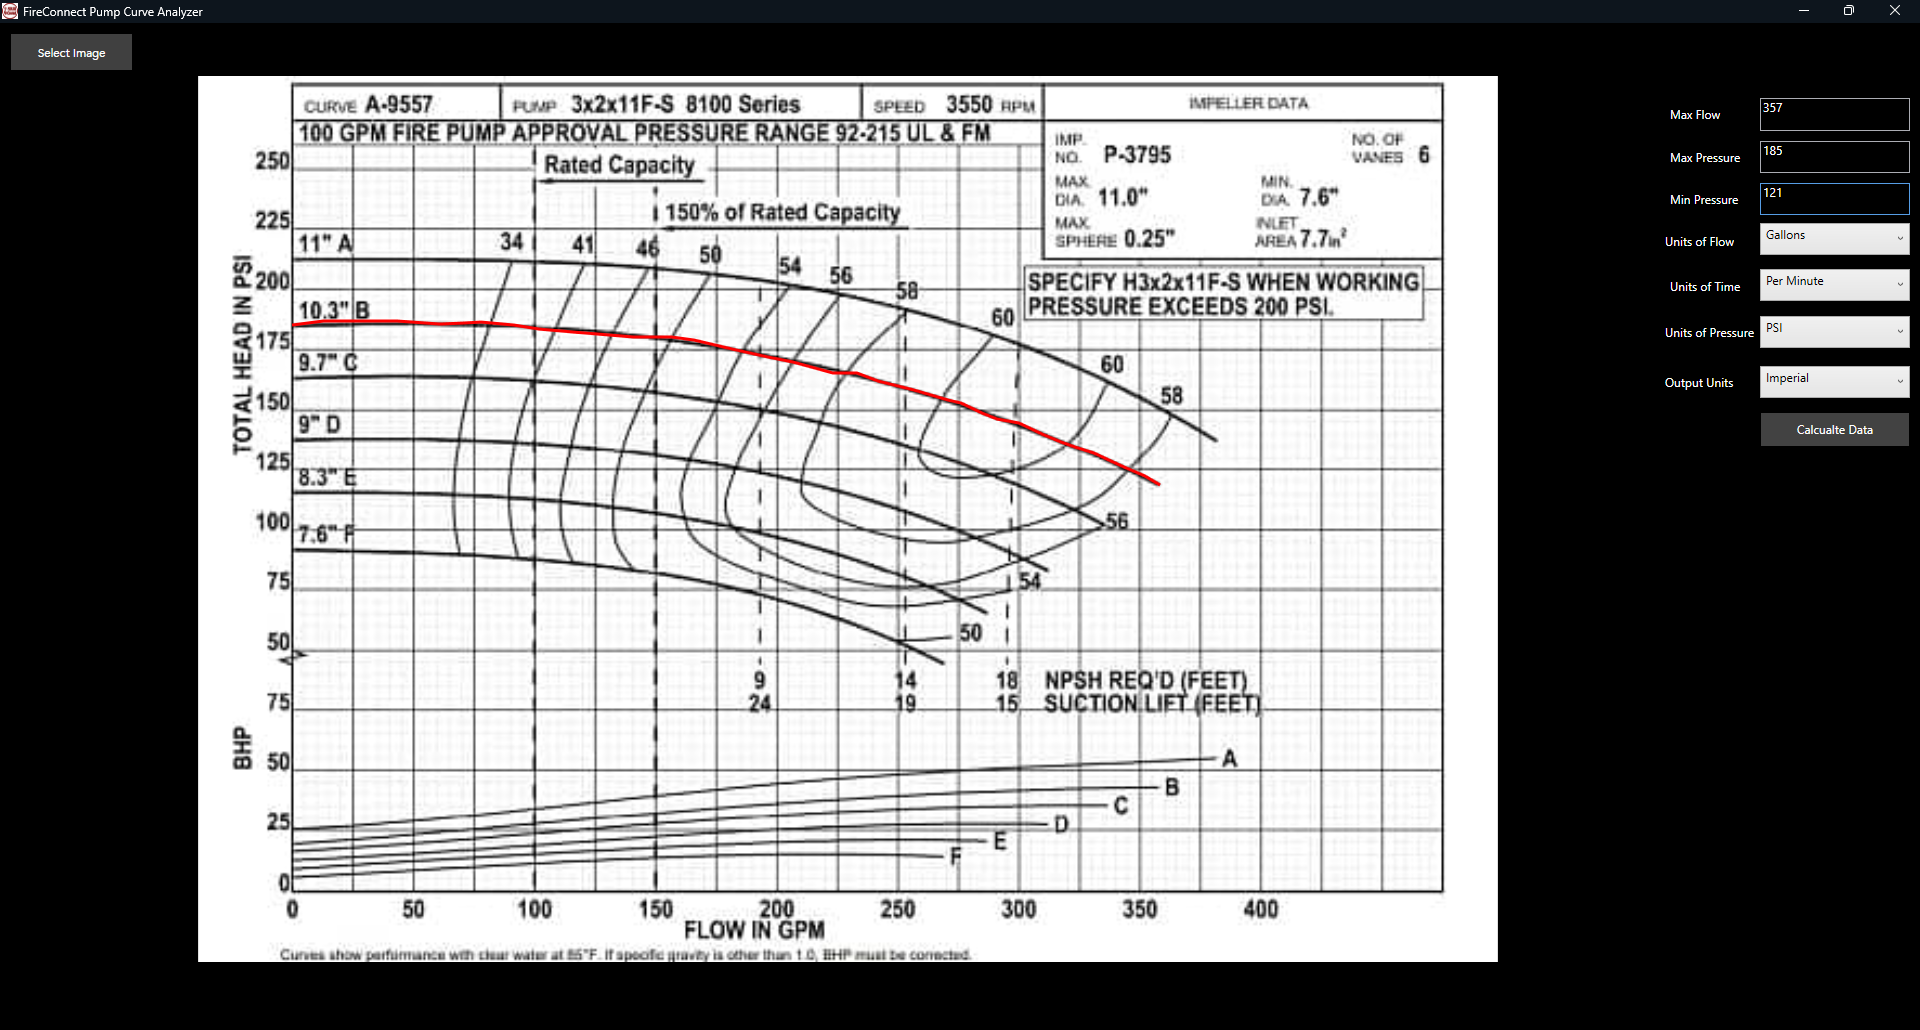 FireConnect Pump Curve Analyzer
Select Image
CURVE A-9557
PUMP 3x2x11F-S 8100 Series
SPEED 3550 RPM
IMPELLER DATA
100 GPM FIRE PUMP APPROVAL PRESSURE RANGE 92-215 UL & FM
IMP. NO. P-3795
NO. OF VANES 6
MAX. DIA. 11.0"
MIN. DIA. 7.6"
MAX. SPHERE 0.25"
INLET AREA 7.7in²
Rated Capacity
150% of Rated Capacity
SPECIFY H3x2x11F-S WHEN WORKING
PRESSURE EXCEEDS 200 PSI.
TOTAL HEAD IN PSI
250
225
200
175
150
125
100
75
50
11" A
10.3" B
9.7" C
9" D
8.3" E
7.6" F
34 41 46 50 54 56 58 60 60 58
56
54
50
9 14 18 NPSH REQ'D (FEET)
24 19 15 SUCTION LIFT (FEET)
BHP
75
50
25
0
A
B
C
D
E
F
0 50 100 150 200 250 300 350 400
FLOW IN GPM
Curves show performance with clear water at 85°F. If specific gravity is other than 1.0, BHP must be corrected.
Max Flow 357
Max Pressure 185
Min Pressure 121
Units of Flow Gallons
Units of Time Per Minute
Units of Pressure PSI
Output Units Imperial
Calcualte Data